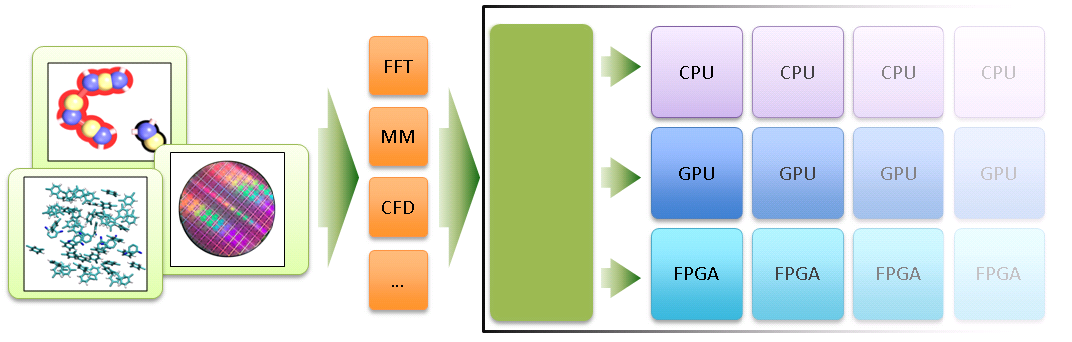 FFT
MM
CFD
...
CPU CPU CPU CPU
GPU GPU GPU GPU
FPGA FPGA FPGA FPGA